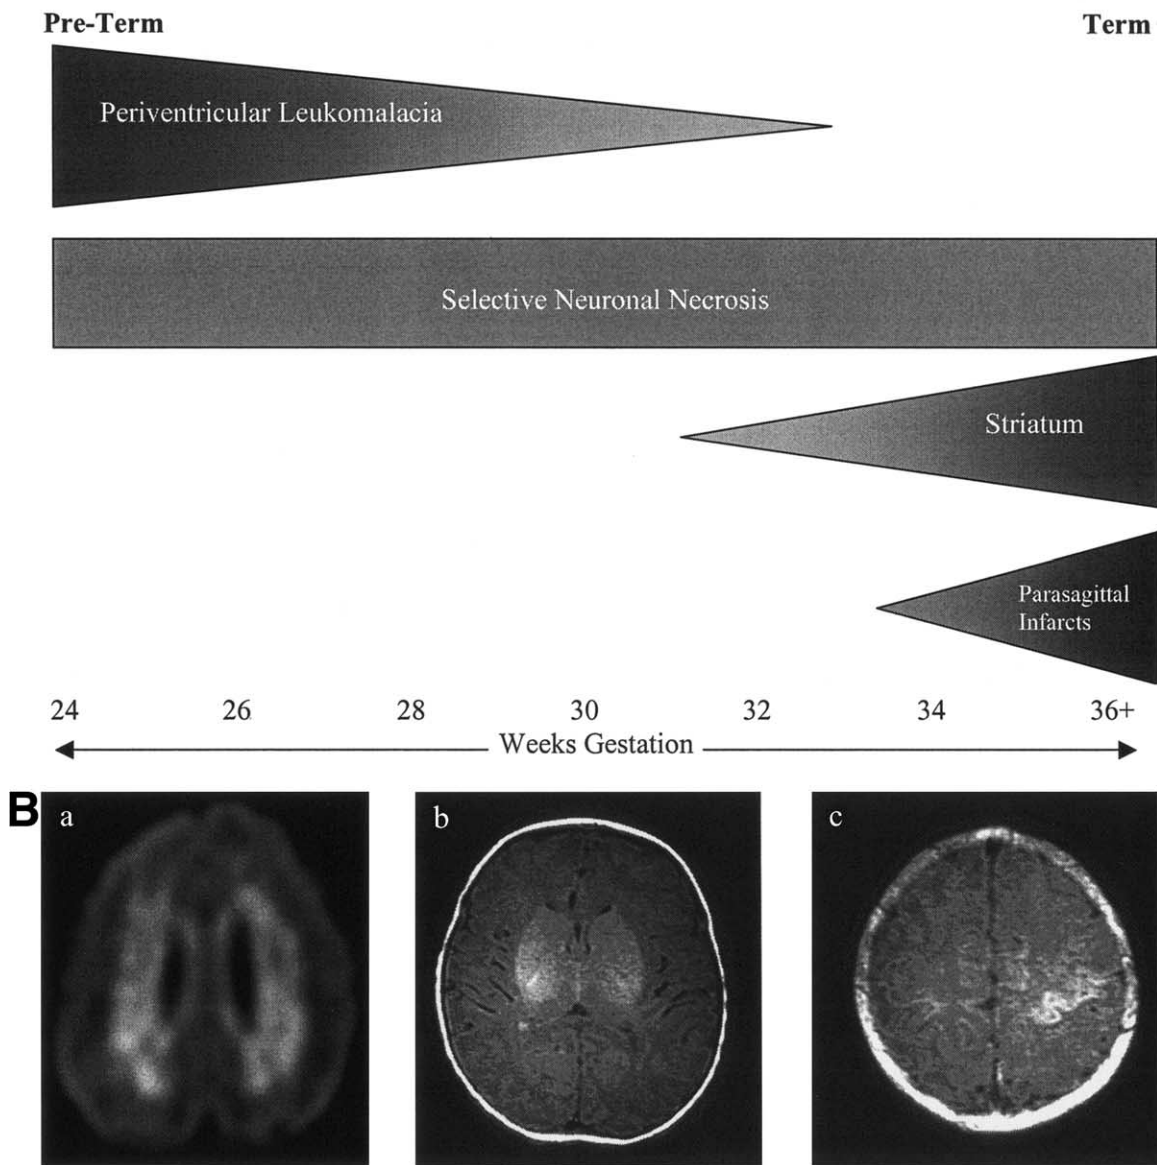 Pre-Term
Term
Periventricular Leukomalacia
Selective Neuronal Necrosis
Striatum
Parasagittal
Infarcts
24 26 28 30 32 34 36+
Weeks Gestation
B
a b c